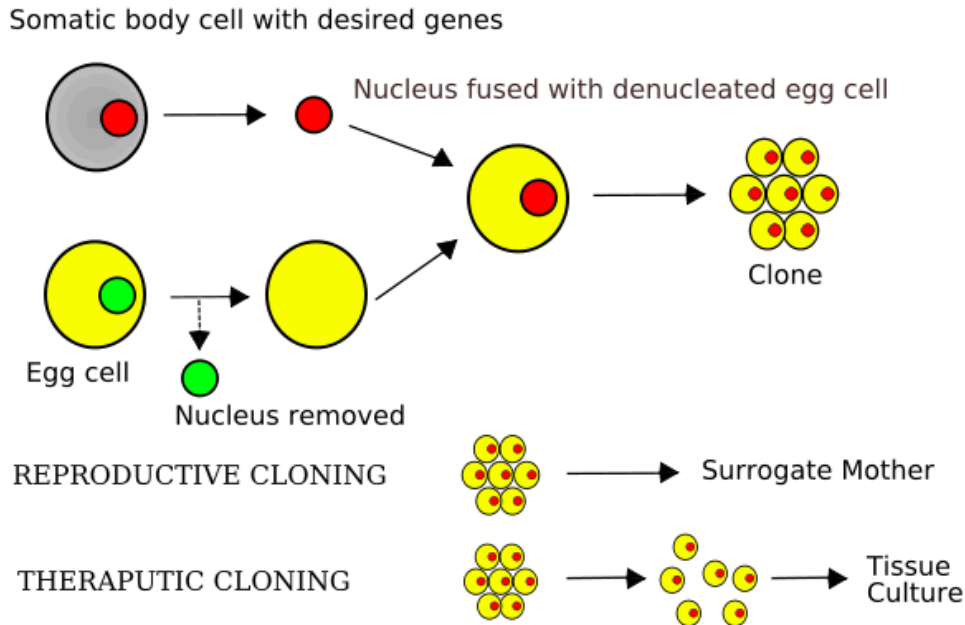 Somatic body cell with desired genes
Nucleus fused with denucleated egg cell
Clone
Egg cell
Nucleus removed
REPRODUCTIVE CLONING
Surrogate Mother
THERAPUTIC CLONING
Tissue
Culture